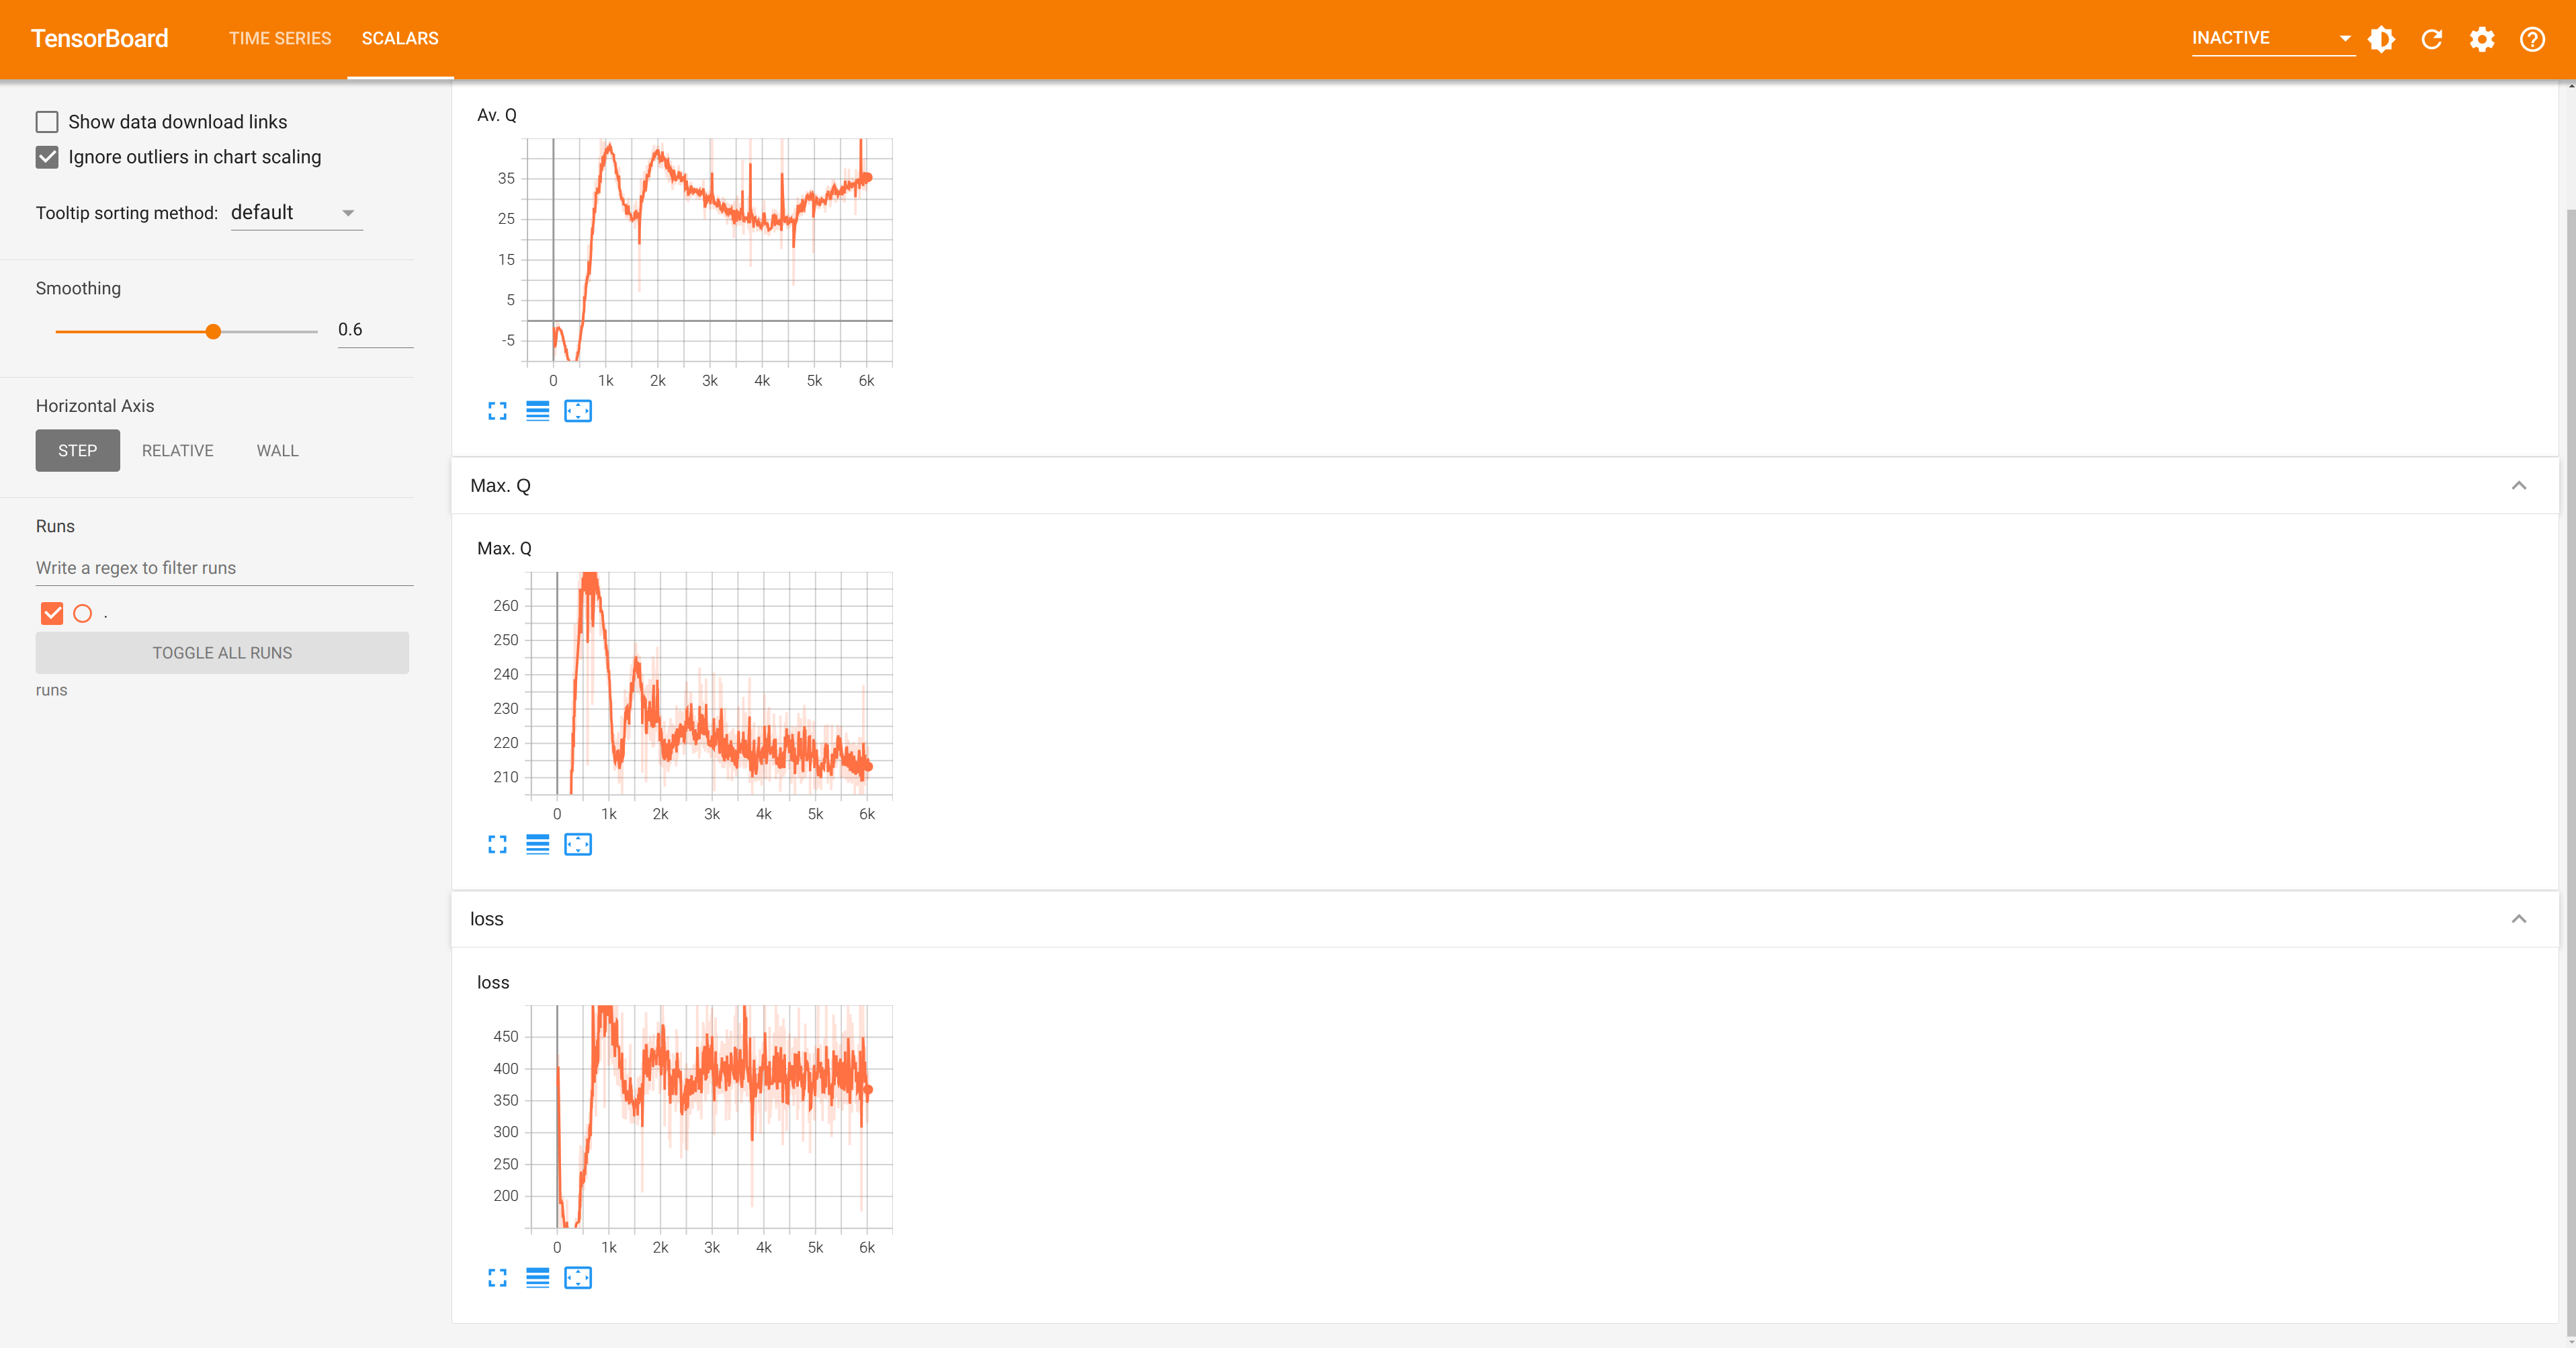 TensorBoard
TIME SERIES
SCALARS
INACTIVE
Show data download links
Ignore outliers in chart scaling
Tooltip sorting method: default
Smoothing
0.6
Horizontal Axis
STEP
RELATIVE
WALL
Runs
Write a regex to filter runs
.
TOGGLE ALL RUNS
runs
Av. Q
35
25
15
5
-5
0 1k 2k 3k 4k 5k 6k
Max. Q
Max. Q
260
250
240
230
220
210
0 1k 2k 3k 4k 5k 6k
loss
loss
450
400
350
300
250
200
0 1k 2k 3k 4k 5k 6k